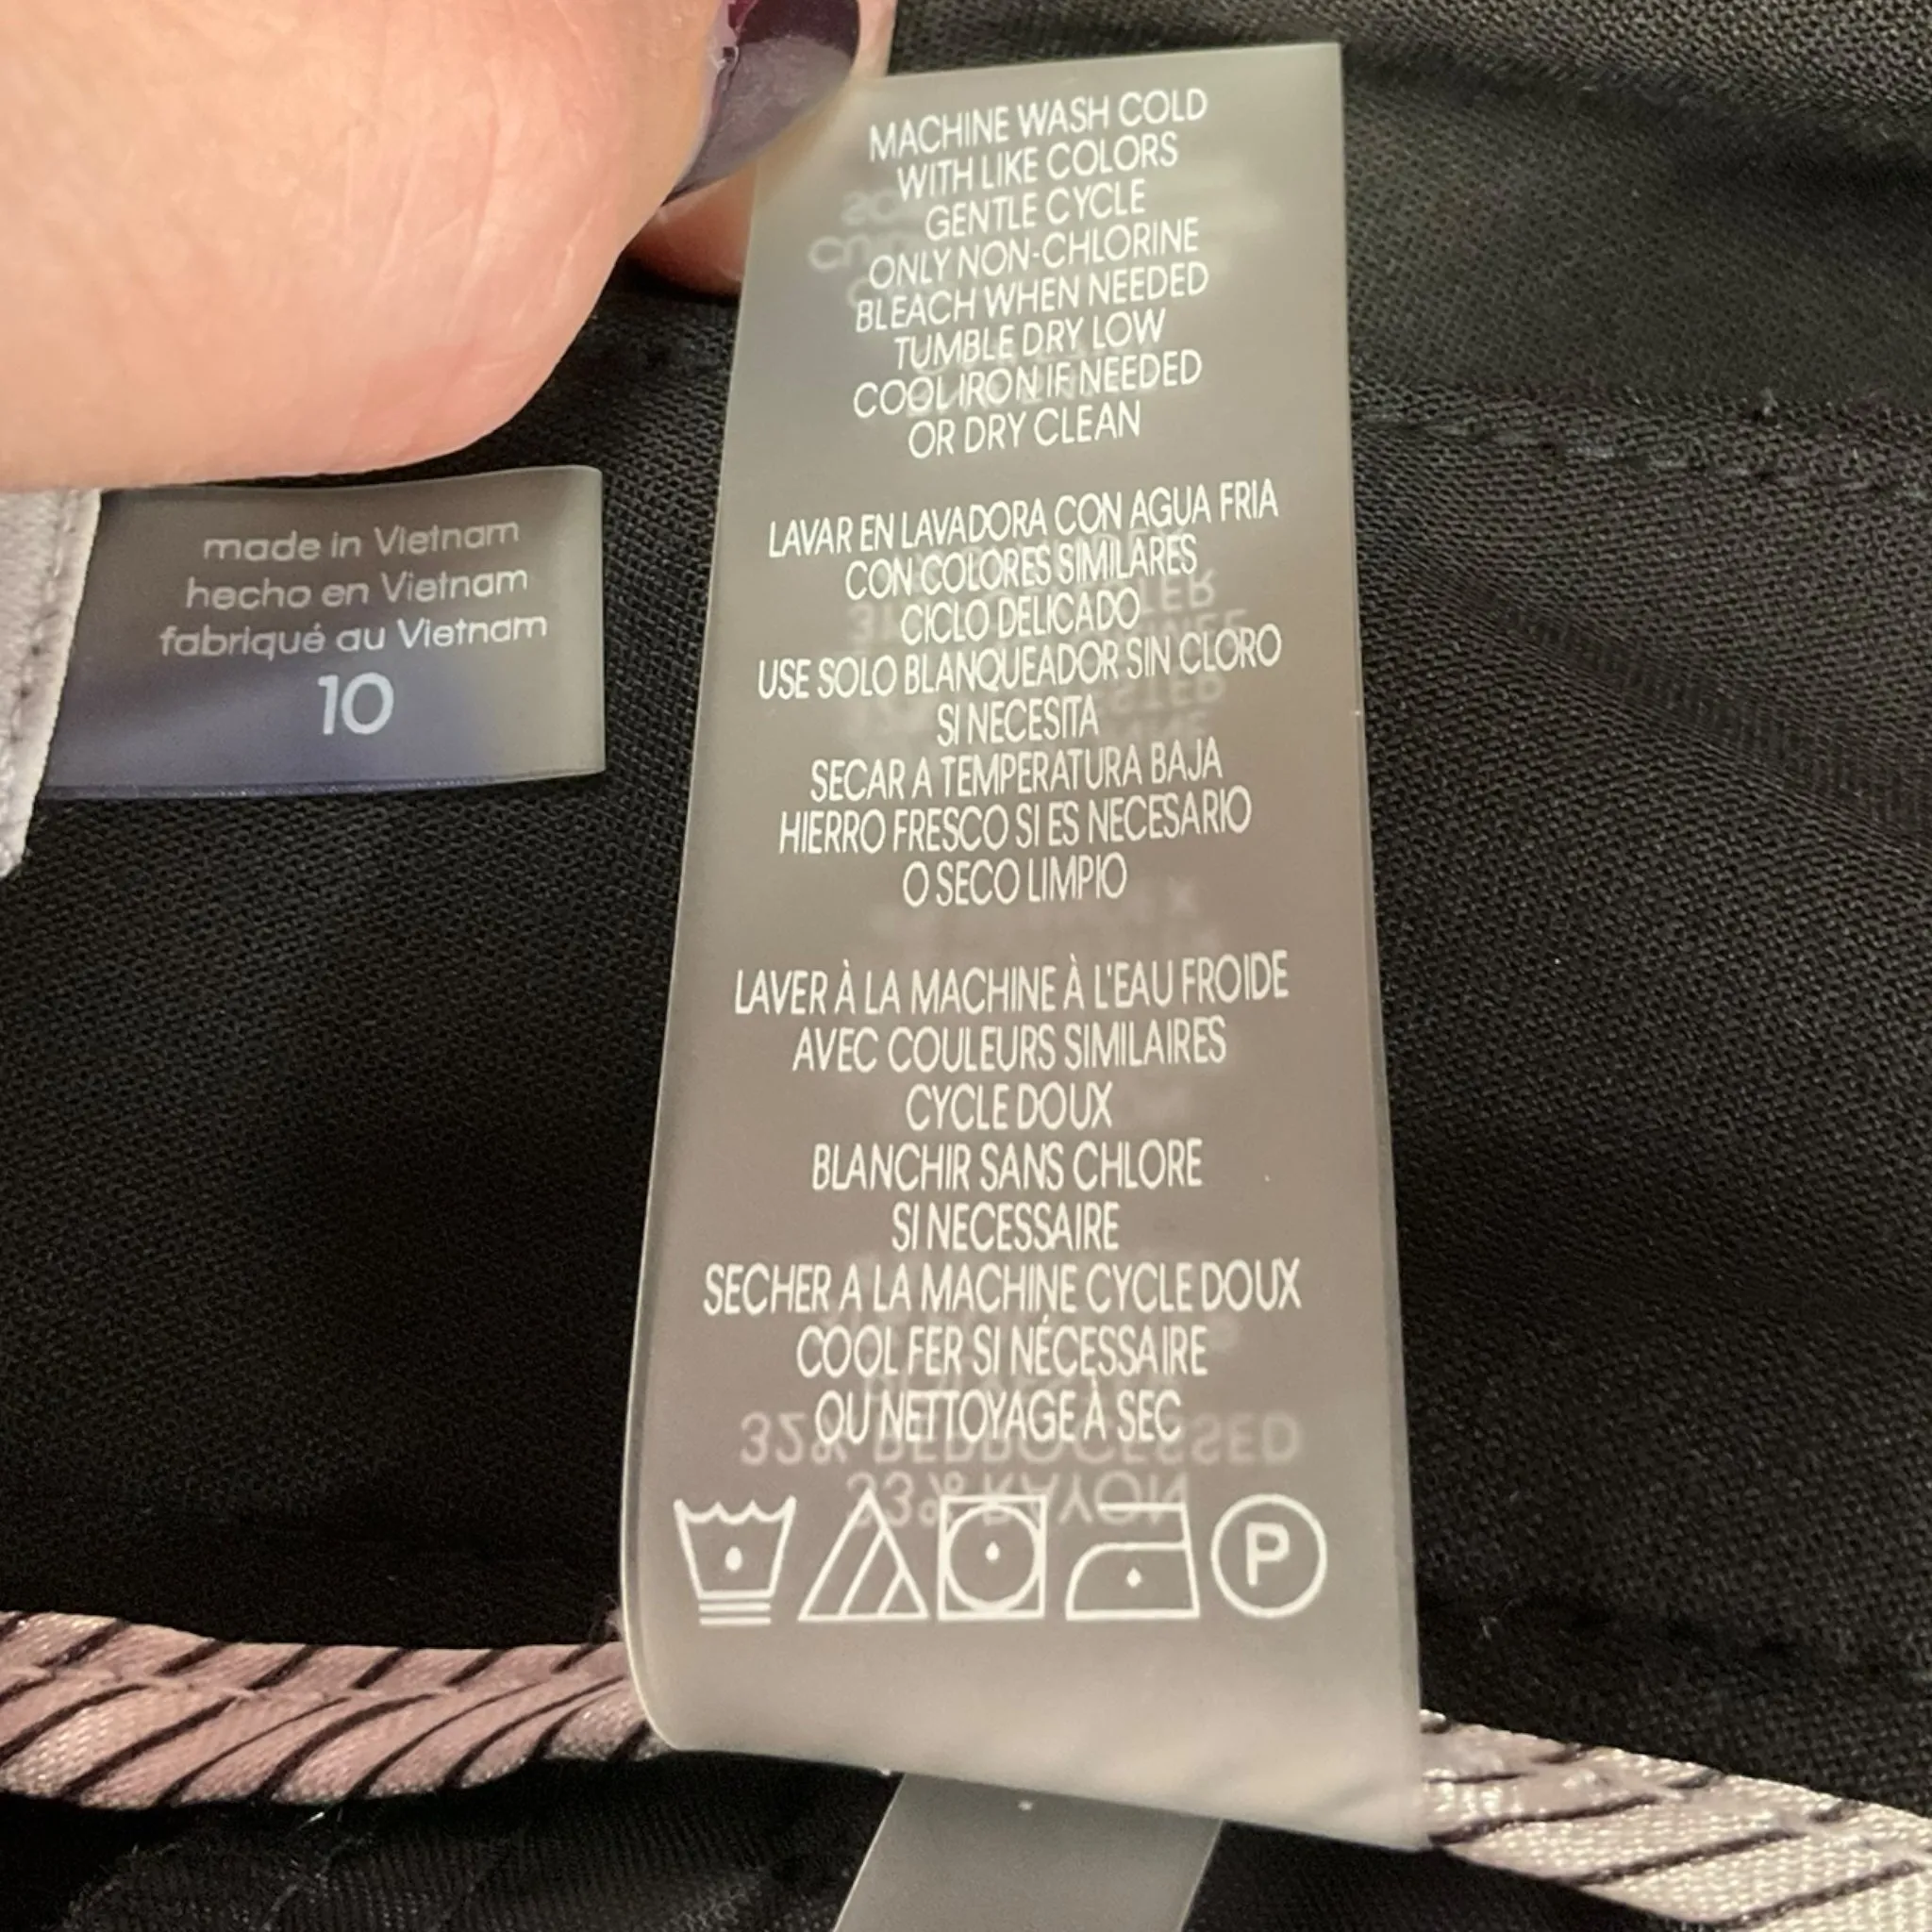 made in Vietnam
hecho en Vietnam
fabriqué au Vietnam
10
MACHINE WASH COLD
WITH LIKE COLORS
GENTLE CYCLE
ONLY NON-CHLORINE
BLEACH WHEN NEEDED
TUMBLE DRY LOW
COOL IRON IF NEEDED
OR DRY CLEAN
LAVAR EN LAVADORA CON AGUA FRIA
CON COLORES SIMILARES
CICLO DELICADO
USE SOLO BLANQUEADOR SIN CLORO
SI NECESITA
SECAR A TEMPERATURA BAJA
HIERRO FRESCO SI ES NECESARIO
O SECO LIMPIO
LAVER À LA MACHINE À L'EAU FROIDE
AVEC COULEURS SIMILAIRES
CYCLE DOUX
BLANCHIR SANS CHLORE
SI NECESSAIRE
SECHER A LA MACHINE CYCLE DOUX
COOL FER SI NÉCESSAIRE
OU NETTOYAGE À SEC
32% REPROCESSED
33% RAYON
P